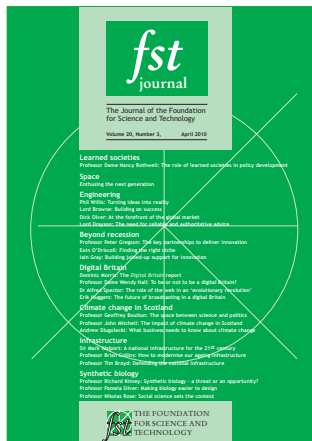 fst
journal
The Journal of the Foundation
for Science and Technology
Volume 20, Number 3, April 2010
Learned societies
Professor Dame Nancy Rothwell: The role of learned societies in policy development
Space
Enthusing the next generation
Engineering
Phil Willis: Turning ideas into reality
Lord Browne: Building on success
Dick Olver: At the forefront of the global market
Lord Drayson: The need for reliable and authoritative advice
Beyond recession
Professor Peter Gregson: The key partnerships to deliver innovation
Eoin O'Driscoll: Finding the right niche
Iain Gray: Building joined-up support for innovation
Digital Britain
Dominic Morris: The Digital Britain report
Professor Dame Wendy Hall: To be or not to be a digital Britain?
Dr Alfred Spector: The role of the web in an 'evolutionary revolution'
Erik Huggers: The future of broadcasting in a digital Britain
Climate change in Scotland
Professor Geoffrey Boulton: The space between science and politics
Professor John Mitchell: The impact of climate change in Scotland
Andrew Dlugolecki: What business needs to know about climate change
Infrastructure
Sir Mark Walport: A national infrastructure for the 21st century
Professor Brian Collins: How to modernise our ageing infrastructure
Professor Tim Broyd: Defending the national infrastructure
Synthetic biology
Professor Richard Kitney: Synthetic biology - a threat or an opportunity?
Professor Pamela Silver: Making biology easier to design
Professor Nikolas Rose: Social science sets the context
fst THE FOUNDATION
FOR SCIENCE AND
TECHNOLOGY